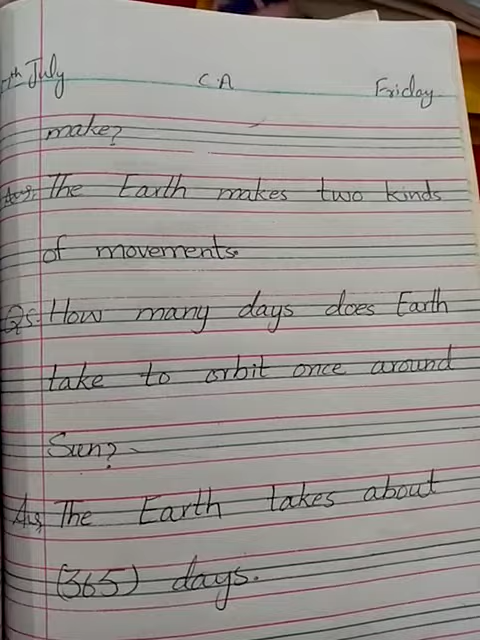 July C.A Friday
make?
Ans: The Earth makes two kinds
of movements.
Q5. How many days does Earth
take to orbit once around
Sun?
Ans, The Earth takes about
(365) days.